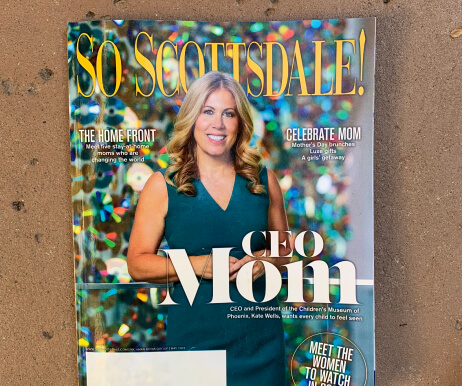 SO SCOTTSDALE!
THE HOME FRONT
Meet five stay-at-home
moms who are
changing the world
CELEBRATE MOM
Mother's Day brunches
Luxe gifts
A girls' getaway
CEO
Mom
CEO and President of the Children's Museum of
Phoenix, Kate Wells, wants every child to feel seen
MEET
THE WOMEN
TO WATCH